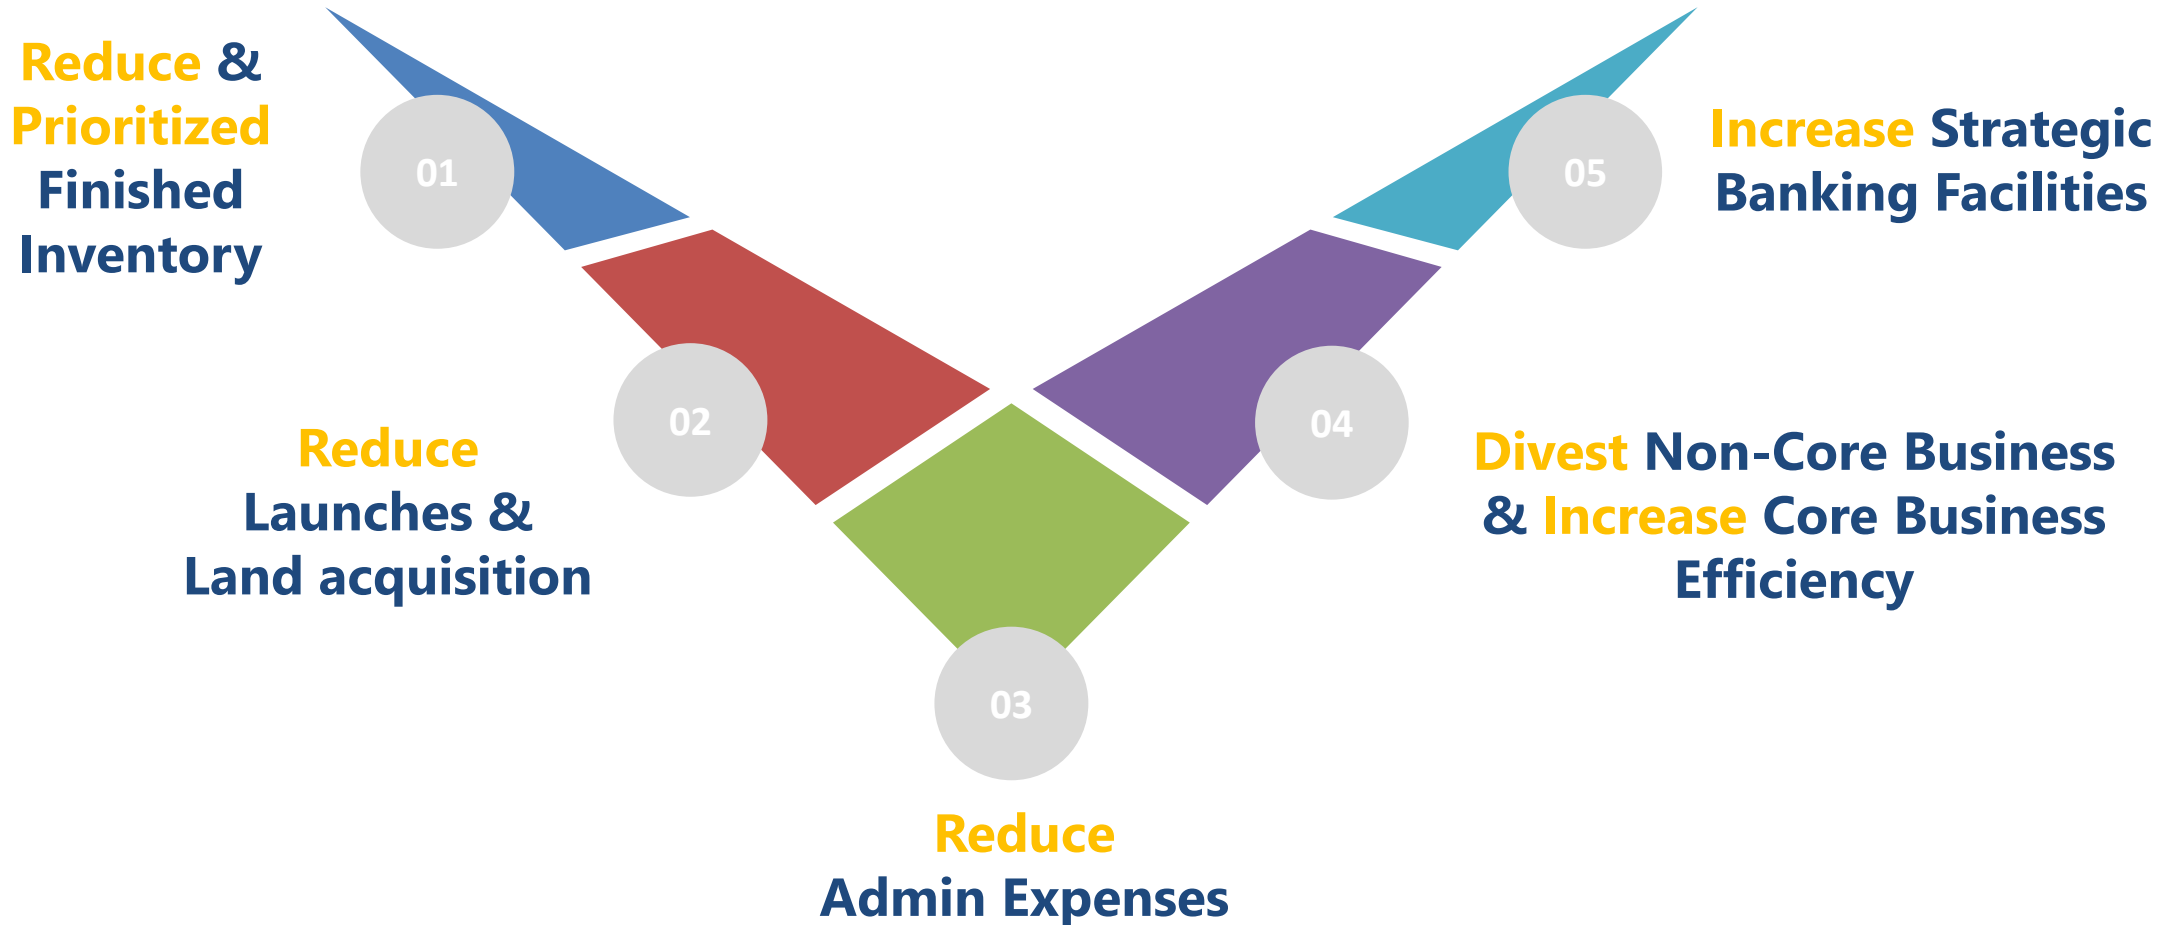 Reduce &
Prioritized
Finished
Inventory
01
Reduce
Launches &
Land acquisition
02
03
Reduce
Admin Expenses
04
Divest Non-Core Business
& Increase Core Business
Efficiency
05
Increase Strategic
Banking Facilities